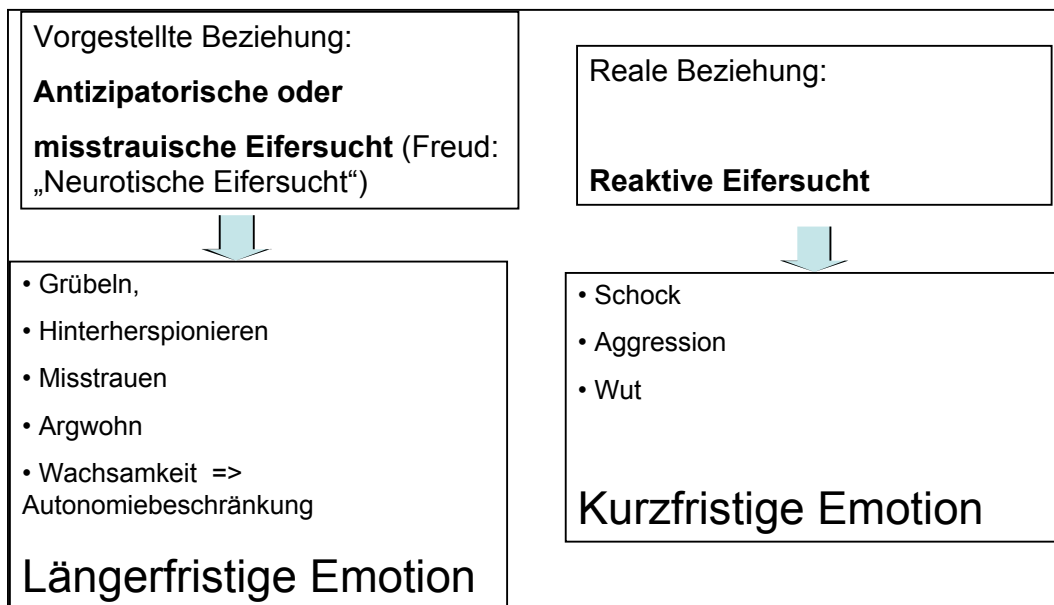 Vorgestellte Beziehung:
Antizipatorische oder
misstrauische Eifersucht (Freud:
„Neurotische Eifersucht“)
• Grübeln,
• Hinterherspionieren
• Misstrauen
• Argwohn
• Wachsamkeit =>
Autonomiebeschränkung
Längerfristige Emotion
Reale Beziehung:
Reaktive Eifersucht
• Schock
• Aggression
• Wut
Kurzfristige Emotion